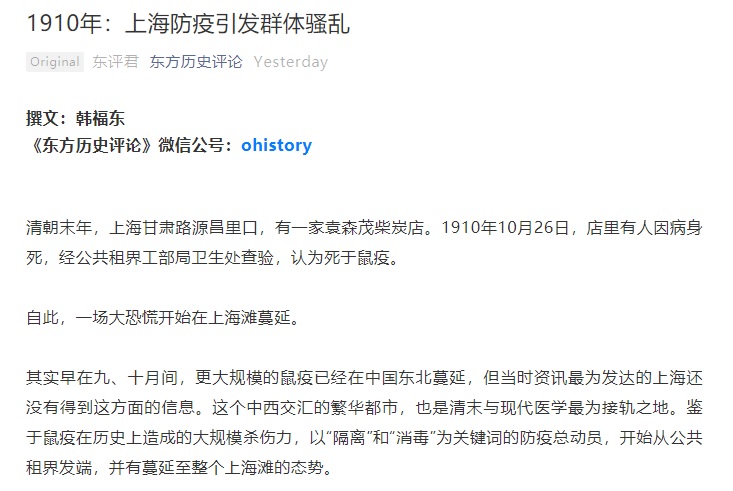 1910年：上海防疫引发群体骚乱
Original 东评君 东方历史评论 Yesterday
撰文：韩福东
《东方历史评论》微信公号：ohistory
清朝末年，上海甘肃路源昌里口，有一家袁森茂柴炭店。1910年10月26日，店里有人因病身
死，经公共租界工部局卫生处查验，认为死于鼠疫。
自此，一场大恐慌开始在上海滩蔓延。
其实早在九、十月间，更大规模的鼠疫已经在中国东北蔓延，但当时资讯最为发达的上海还
没有得到这方面的信息。这个中西交汇的繁华都市，也是清末与现代医学最为接轨之地。鉴
于鼠疫在历史上造成的大规模杀伤力，以“隔离”和“消毒”为关键词的防疫总动员，开始从公共
租界发端，并有蔓延至整个上海滩的态势。